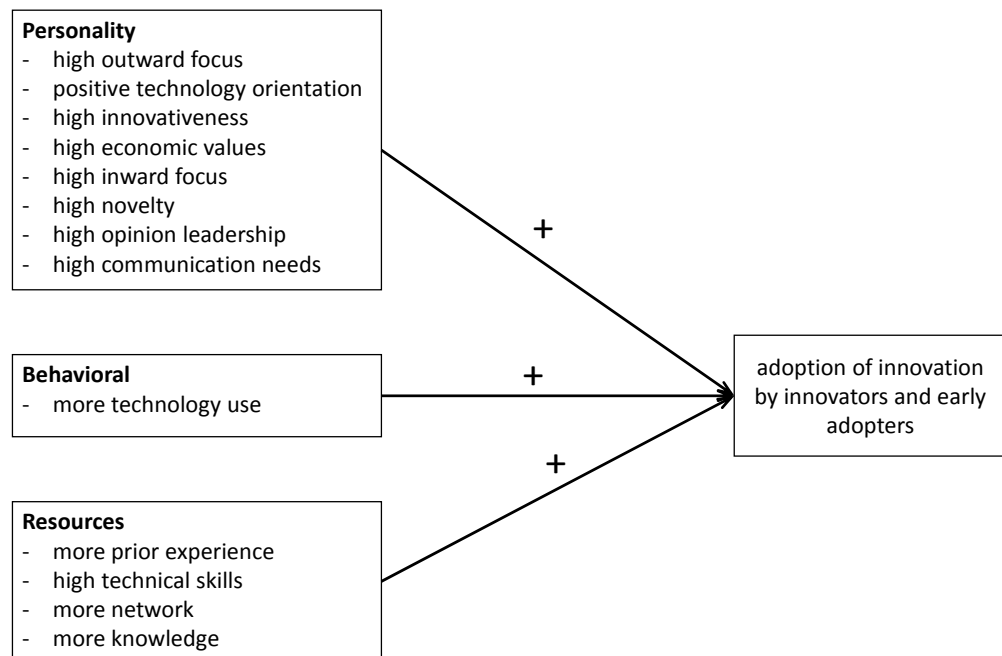 Personality
- high outward focus
- positive technology orientation
- high innovativeness
- high economic values
- high inward focus
- high novelty
- high opinion leadership
- high communication needs
+
Behavioral
- more technology use
+
adoption of innovation
by innovators and early
adopters
+
Resources
- more prior experience
- high technical skills
- more network
- more knowledge